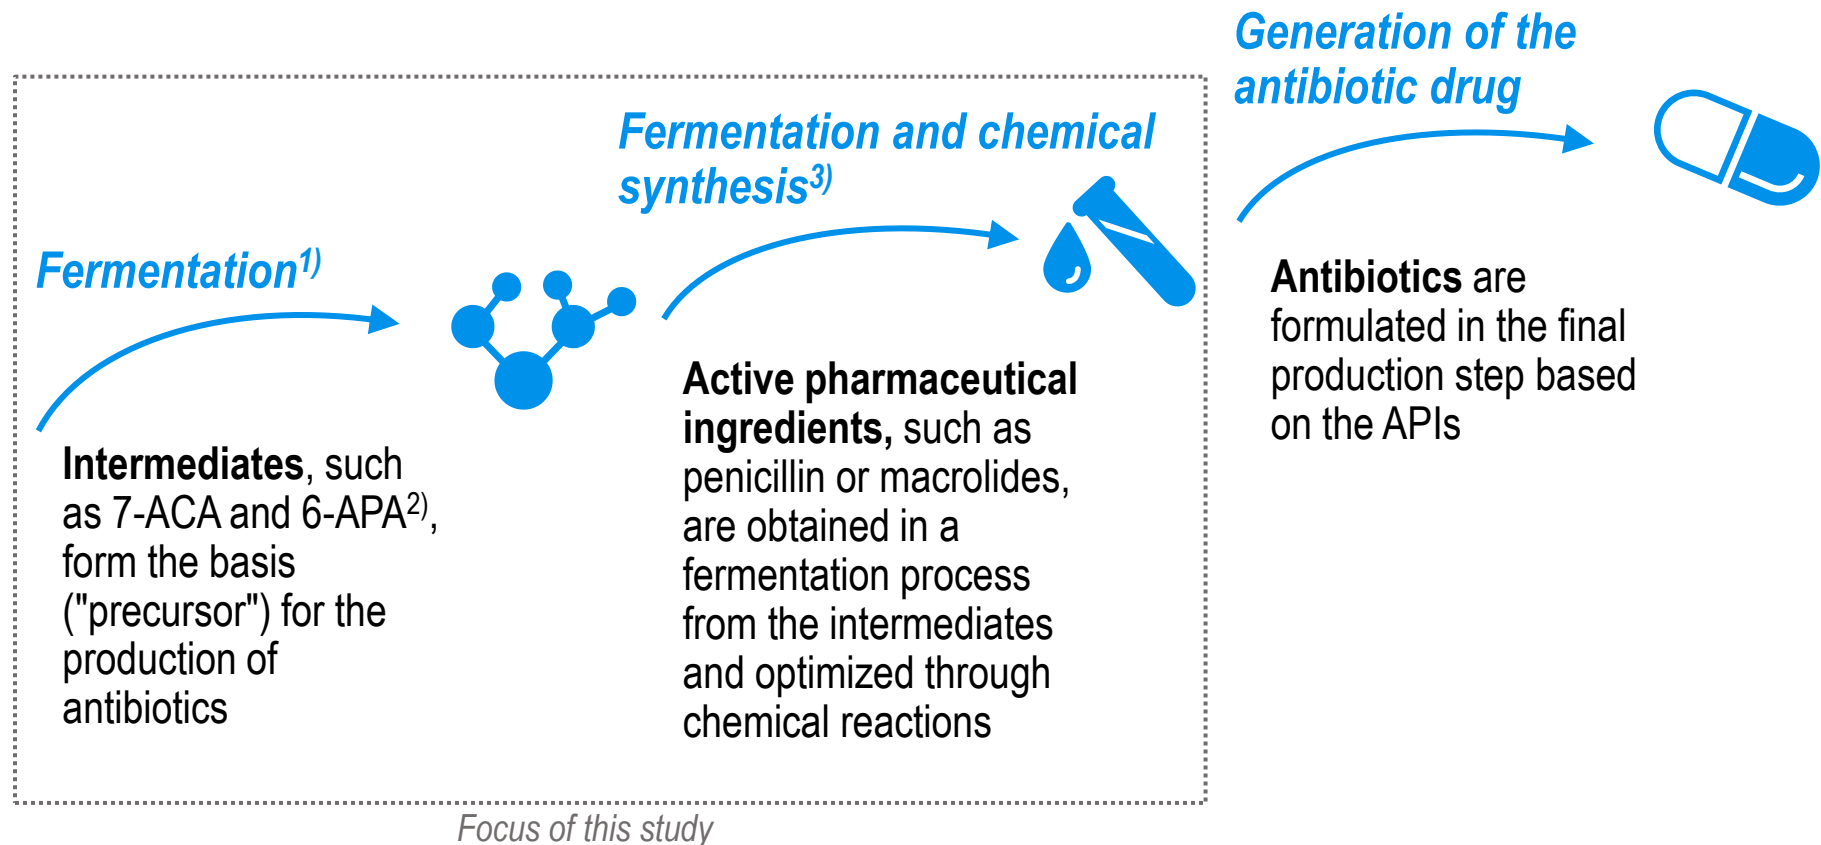 Fermentation1)
Intermediates, such
as 7-ACA and 6-APA2),
form the basis
("precursor") for the
production of
antibiotics
Fermentation and chemical
synthesis3)
Active pharmaceutical
ingredients, such as
penicillin or macrolides,
are obtained in a
fermentation process
from the intermediates
and optimized through
chemical reactions
Generation of the
antibiotic drug
Antibiotics are
formulated in the final
production step based
on the APIs
Focus of this study